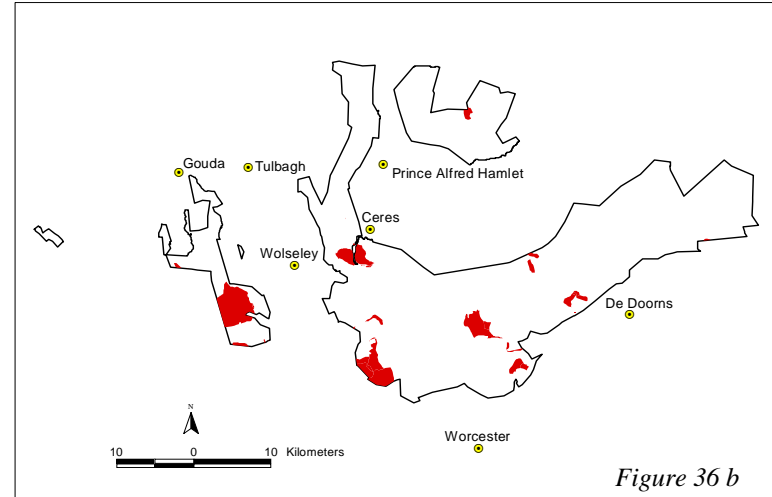 Gouda
Tulbagh
Prince Alfred Hamlet
Ceres
Wolseley
De Doorns
N
10 0 10 Kilometers
Worcester
Figure 36 b